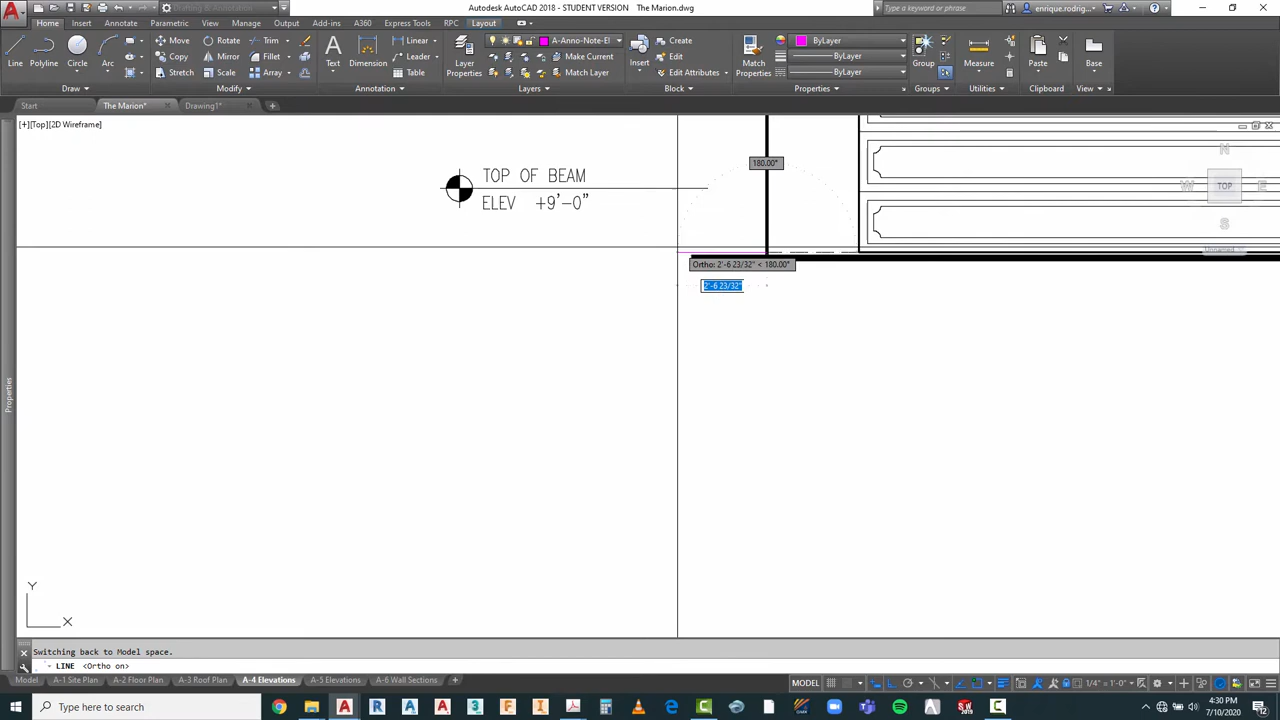 Drafting & Annotation
Autodesk AutoCAD 2018 - STUDENT VERSION The Marion.dwg
Type a keyword or phrase
enrique.rodrig...
Home Insert Annotate Parametric View Manage Output Add-ins A360 Express Tools RPC Layout
Line Polyline Circle Arc
Move Rotate Trim
Copy Mirror Fillet
Stretch Scale Array
Text Dimension
Linear
Leader
Table
Layer Properties
A-Anno-Note-El
Make Current
Match Layer
Insert
Create
Edit
Edit Attributes
Match Properties
ByLayer
ByLayer
ByLayer
Group
Measure
Paste
Base
Draw Modify Annotation Layers Block Properties Groups Utilities Clipboard View
Start The Marion* Drawing1*
[+][Top][2D Wireframe]
N
W TOP E
S
Unnamed
180.00°
TOP OF BEAM
ELEV +9'-0"
Ortho: 2'-6 23/32" < 180.00°
2'-6 23/32"
Properties
Y
X
Switching back to Model space.
LINE <Ortho on>
Model A-1 Site Plan A-2 Floor Plan A-3 Roof Plan A-4 Elevations A-5 Elevations A-6 Wall Sections +
MODEL
1/4" = 1'-0"
Type here to search
4:30 PM
7/10/2020